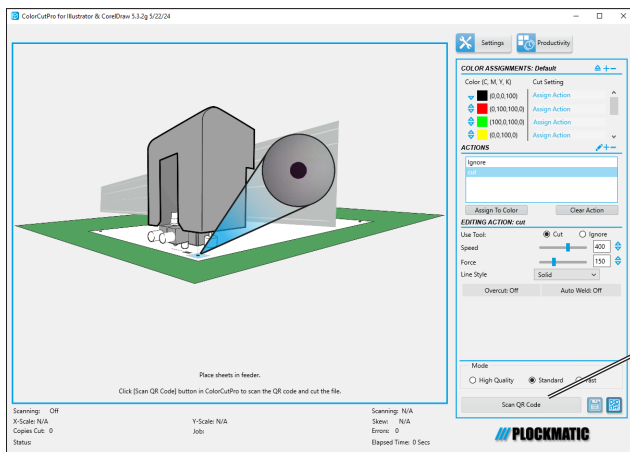 ColorCutPro for Illustrator & CorelDraw 5.3.2g 5/22/24
Settings
Productivity
COLOR ASSIGNMENTS: Default
Color (C, M, Y, K) Cut Setting
(0,0,0,100) Assign Action
(0,100,100,0) Assign Action
(100,0,100,0) Assign Action
(0,0,100,0) Assign Action
ACTIONS
Ignore
cut
Assign To Color Clear Action
EDITING ACTION: cut
Use Tool: Cut Ignore
Speed 400
Force 150
Line Style Solid
Overcut: Off Auto Weld: Off
Place sheets in feeder.
Click [Scan QR Code] button in ColorCutPro to scan the QR code and cut the file.
Mode
High Quality Standard Fast
Scan QR Code
Scanning: Off Scanning: N/A
X-Scale: N/A Y-Scale: N/A Skew: N/A
Copies Cut: 0 Job: Errors: 0
Status: Elapsed Time: 0 Secs
PLOCKMATIC